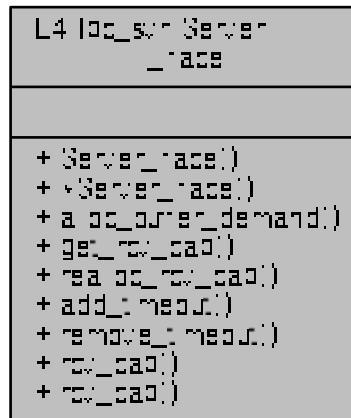 L4::Ipc_svr::Server
_iface
+ Server_iface()
+ ~Server_iface()
+ alloc_buffer_demand()
+ get_rcv_cap()
+ realloc_rcv_cap()
+ add_timeout()
+ remove_timeout()
+ rcv_cap()
+ rcv_cap()